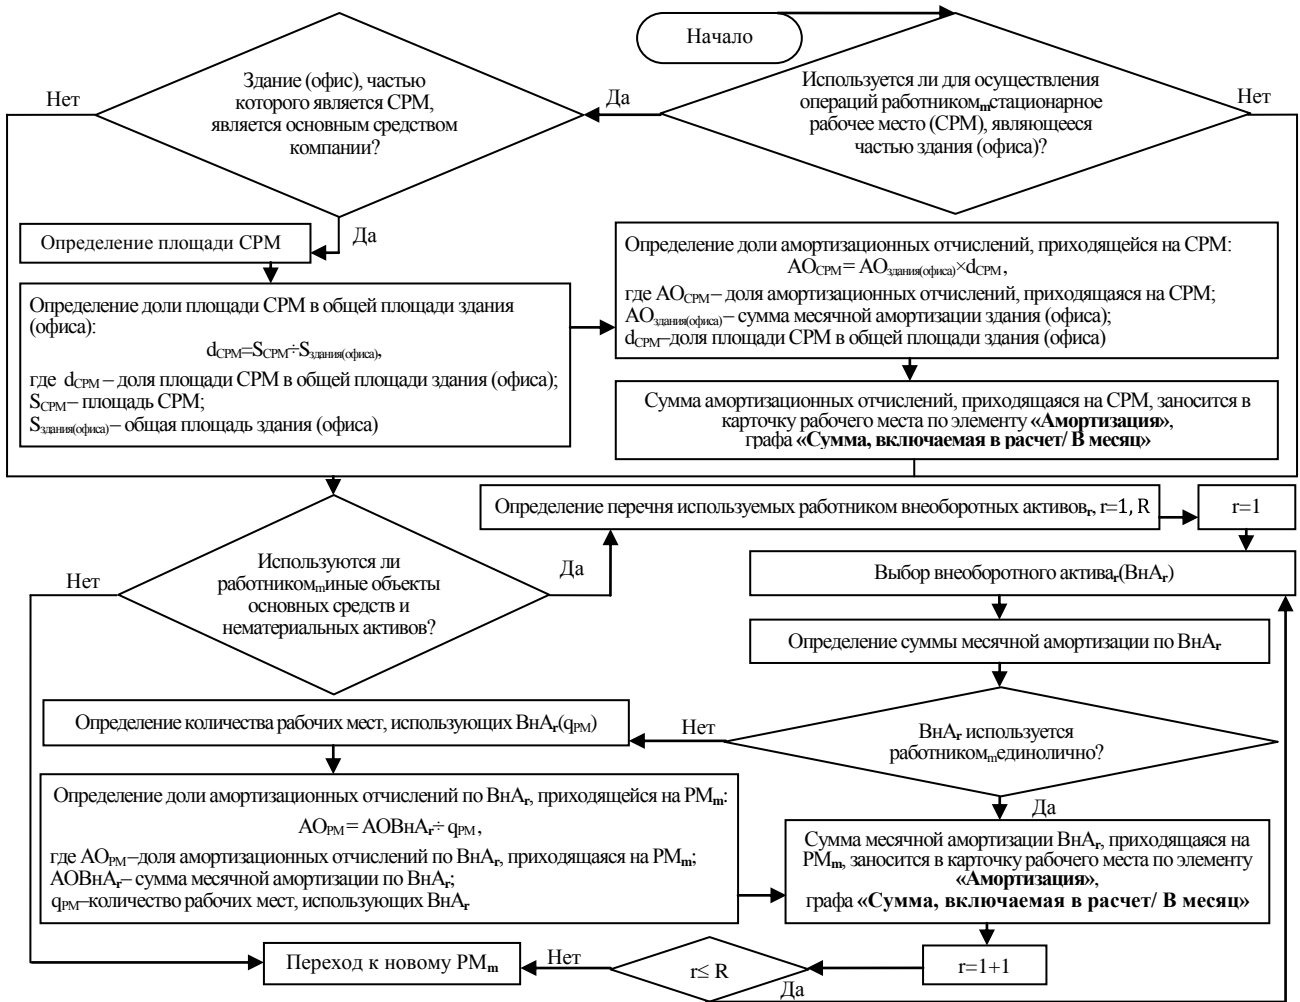 Начало
Используется ли для осуществления
операций работникомmстационарное
рабочее место (СРМ), являющееся
частью здания (офиса)?
Да
Нет
Здание (офис), частью
которого является СРМ,
является основным средством
компании?
Нет
Да
Определение площади СРМ
Определение доли площади СРМ в общей площади здания
(офиса):
dСРМ=SСРМ÷Sздания(офиса),
где dСРМ – доля площади СРМ в общей площади здания (офиса);
SСРМ – площадь СРМ;
Sздания(офиса) – общая площадь здания (офиса)
Определение доли амортизационных отчислений, приходящейся на СРМ:
АОСРМ = АОздания(офиса)×dСРМ,
где АОСРМ – доля амортизационных отчислений, приходящаяся на СРМ;
АОздания(офиса) – сумма месячной амортизации здания (офиса);
dСРМ–доля площади СРМ в общей площади здания (офиса)
Сумма амортизационных отчислений, приходящаяся на СРМ, заносится в
карточку рабочего места по элементу «Амортизация»,
графа «Сумма, включаемая в расчет/ В месяц»
Используются ли
работникомmиные объекты
основных средств и
нематериальных активов?
Нет
Да
Определение перечня используемых работником внеоборотных активовr, r=1, R
r=1
Выбор внеоборотного активаr(ВнАr)
Определение суммы месячной амортизации по ВнАr
ВнАr используется
работникомmединолично?
Нет
Да
Определение количества рабочих мест, использующих ВнАr(qРМ)
Определение доли амортизационных отчислений по ВнАr, приходящейся на РМm:
АОРМ = АОВнАr÷ qРМ,
где АОРМ –доля амортизационных отчислений по ВнАr, приходящаяся на РМm;
АОВнАr– сумма месячной амортизации по ВнАr;
qРМ–количество рабочих мест, использующих ВнАr
Сумма месячной амортизации ВнАr, приходящаяся на
РМm, заносится в карточку рабочего места по элементу
«Амортизация»,
графа «Сумма, включаемая в расчет/ В месяц»
r=1+1
r≤ R
Нет
Да
Переход к новому РМm